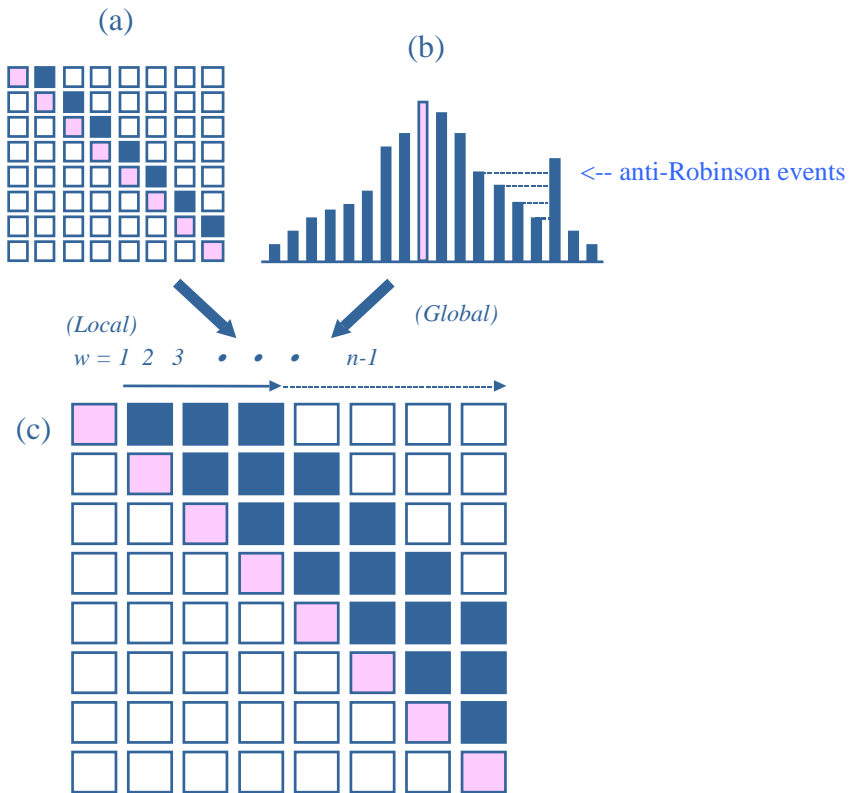 (a)
(b)
<-- anti-Robinson events
(Local)
(Global)
w = 1 2 3 • • • n-1
(c)